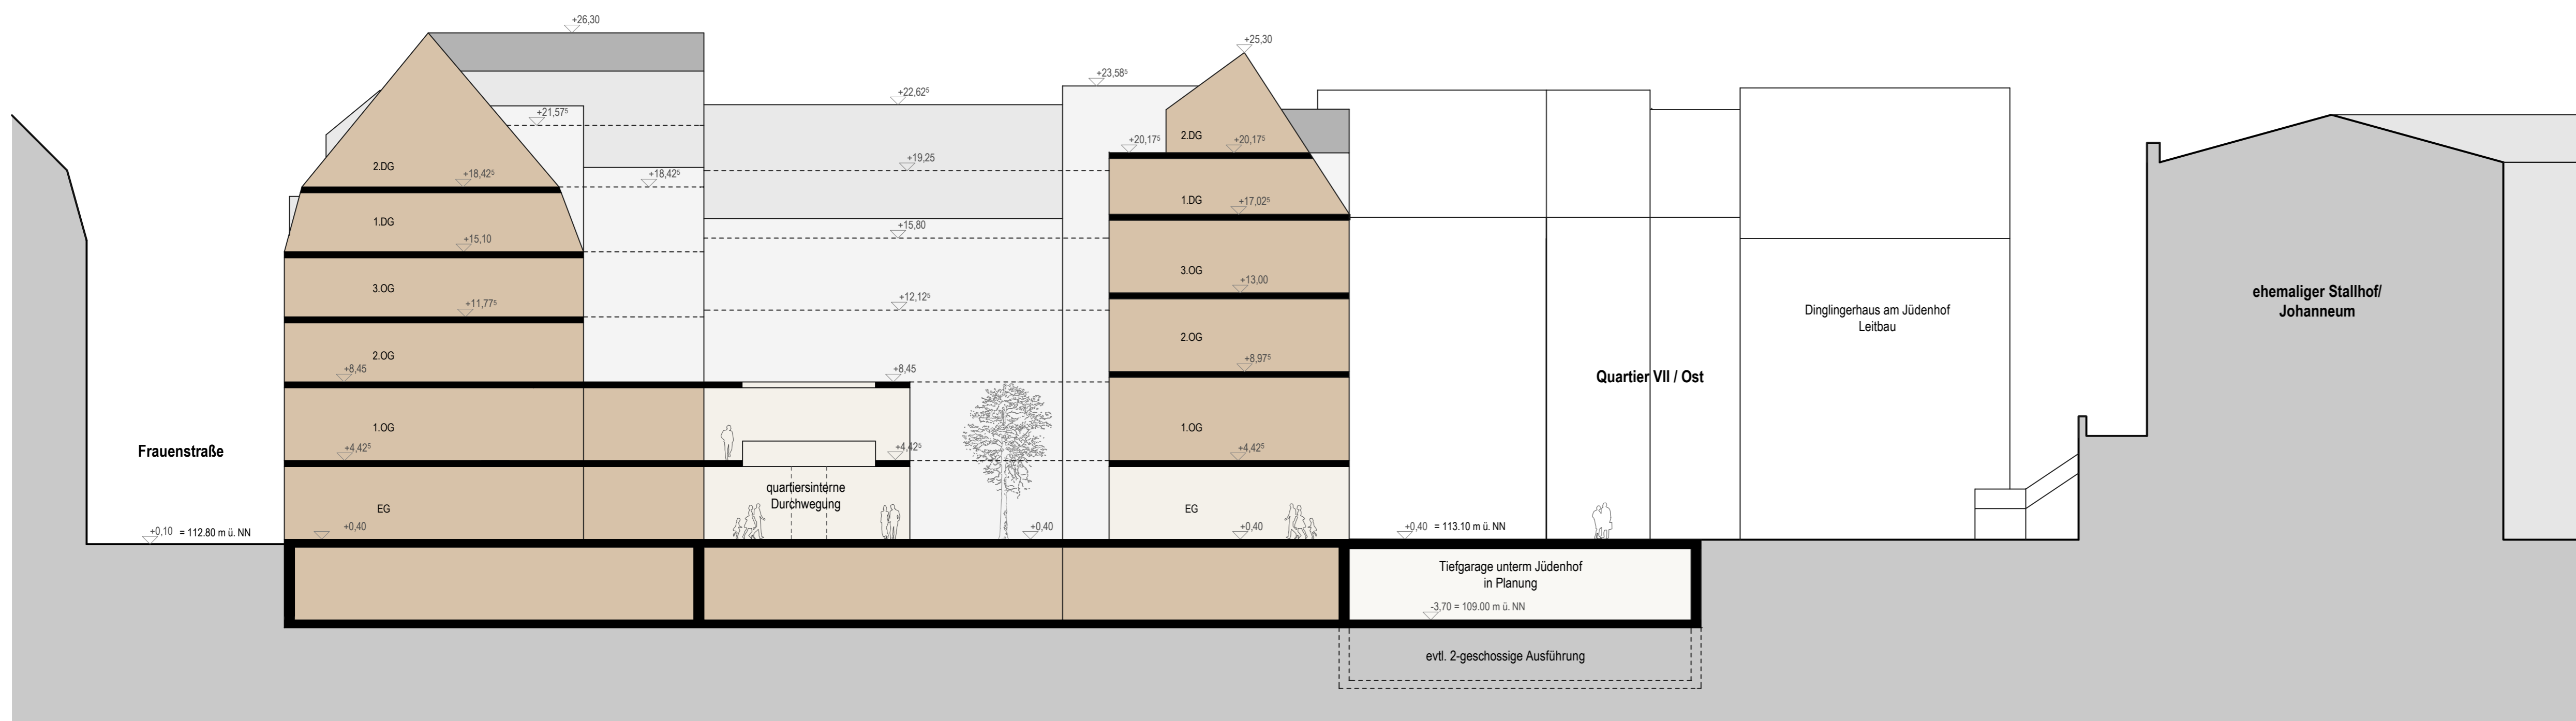 +26,30
+25,30
+23,58⁵
+22,62⁵
+21,57⁵
2.DG
+20,17⁵
+20,17⁵
+19,25
2.DG
+18,42⁵
+18,42⁵
1.DG
+17,02⁵
1.DG
+15,80
+15,10
3.OG
+13,00
3.OG
+12,12⁵
+11,77⁵
ehemaliger Stallhof/
Johanneum
Dinglingerhaus am Jüdenhof
Leitbau
2.OG
2.OG
+8,97⁵
+8,45
+8,45
Quartier VII / Ost
1.OG
1.OG
+4,42⁵
+4,42⁵
+4,42⁵
Frauenstraße
quartiersinterne
Durchwegung
EG
EG
+0,10 = 112.80 m ü. NN
+0,40
+0,40
+0,40
+0,40 = 113.10 m ü. NN
Tiefgarage unterm Jüdenhof
in Planung
-3,70 = 109.00 m ü. NN
evtl. 2-geschossige Ausführung